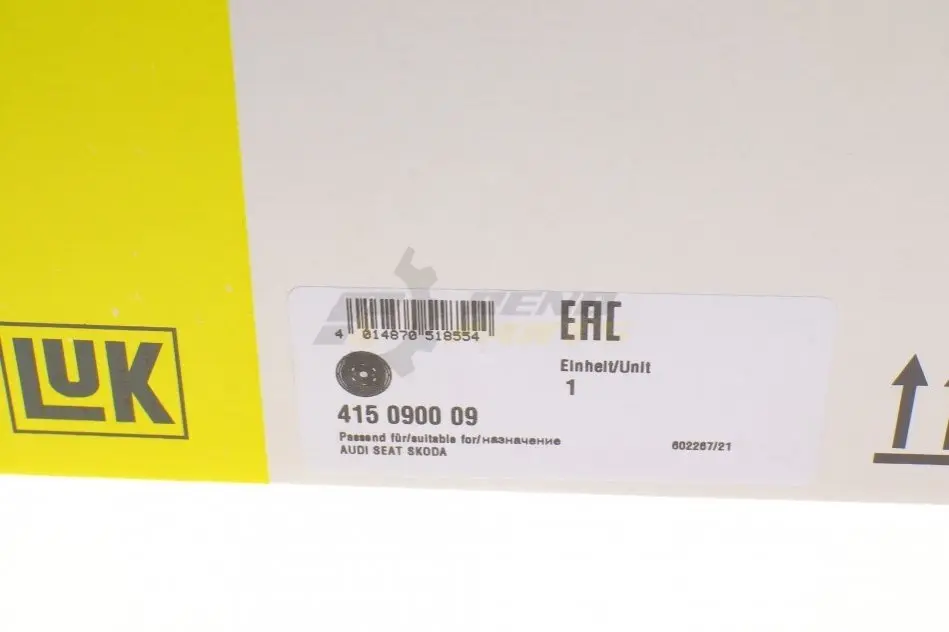 LUK
4 014870 518554
EAC
Einheit/Unit
1
415 0900 09
Passend für/suitable for/назначение
AUDI SEAT SKODA
602267/21